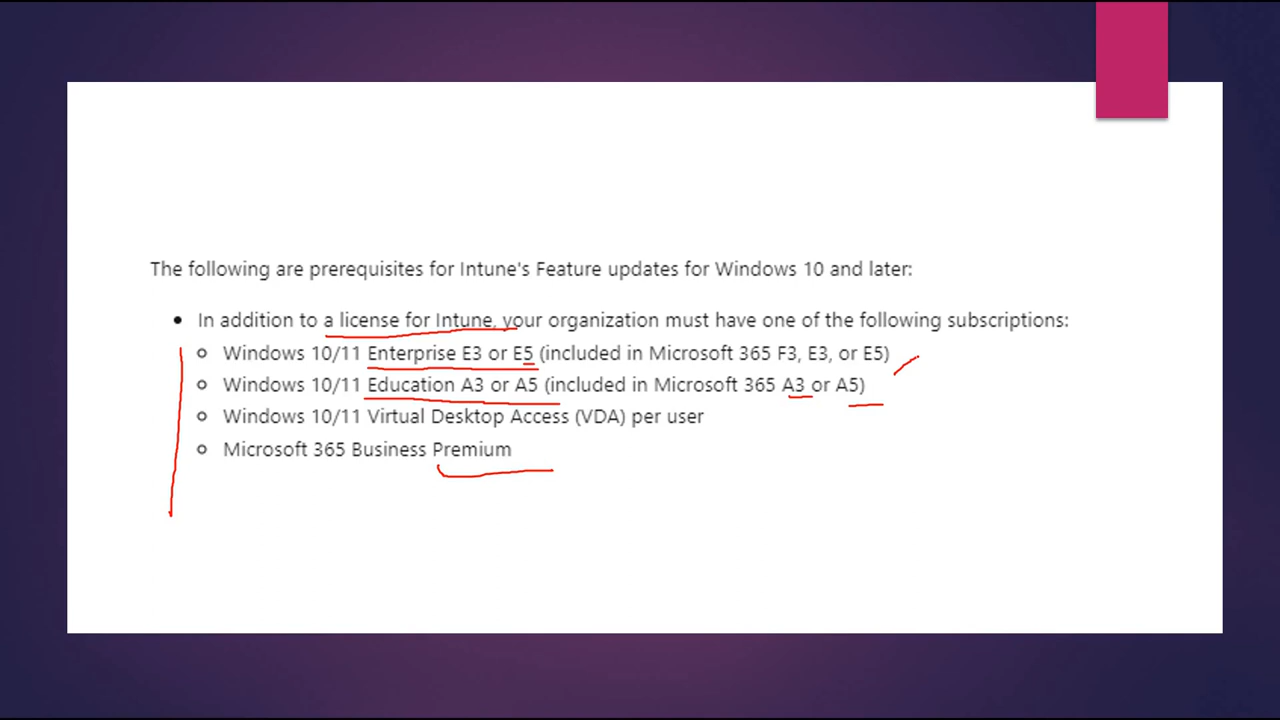 The following are prerequisites for Intune's Feature updates for Windows 10 and later:
• In addition to a license for Intune, your organization must have one of the following subscriptions:
○ Windows 10/11 Enterprise E3 or E5 (included in Microsoft 365 F3, E3, or E5)
○ Windows 10/11 Education A3 or A5 (included in Microsoft 365 A3 or A5)
○ Windows 10/11 Virtual Desktop Access (VDA) per user
○ Microsoft 365 Business Premium